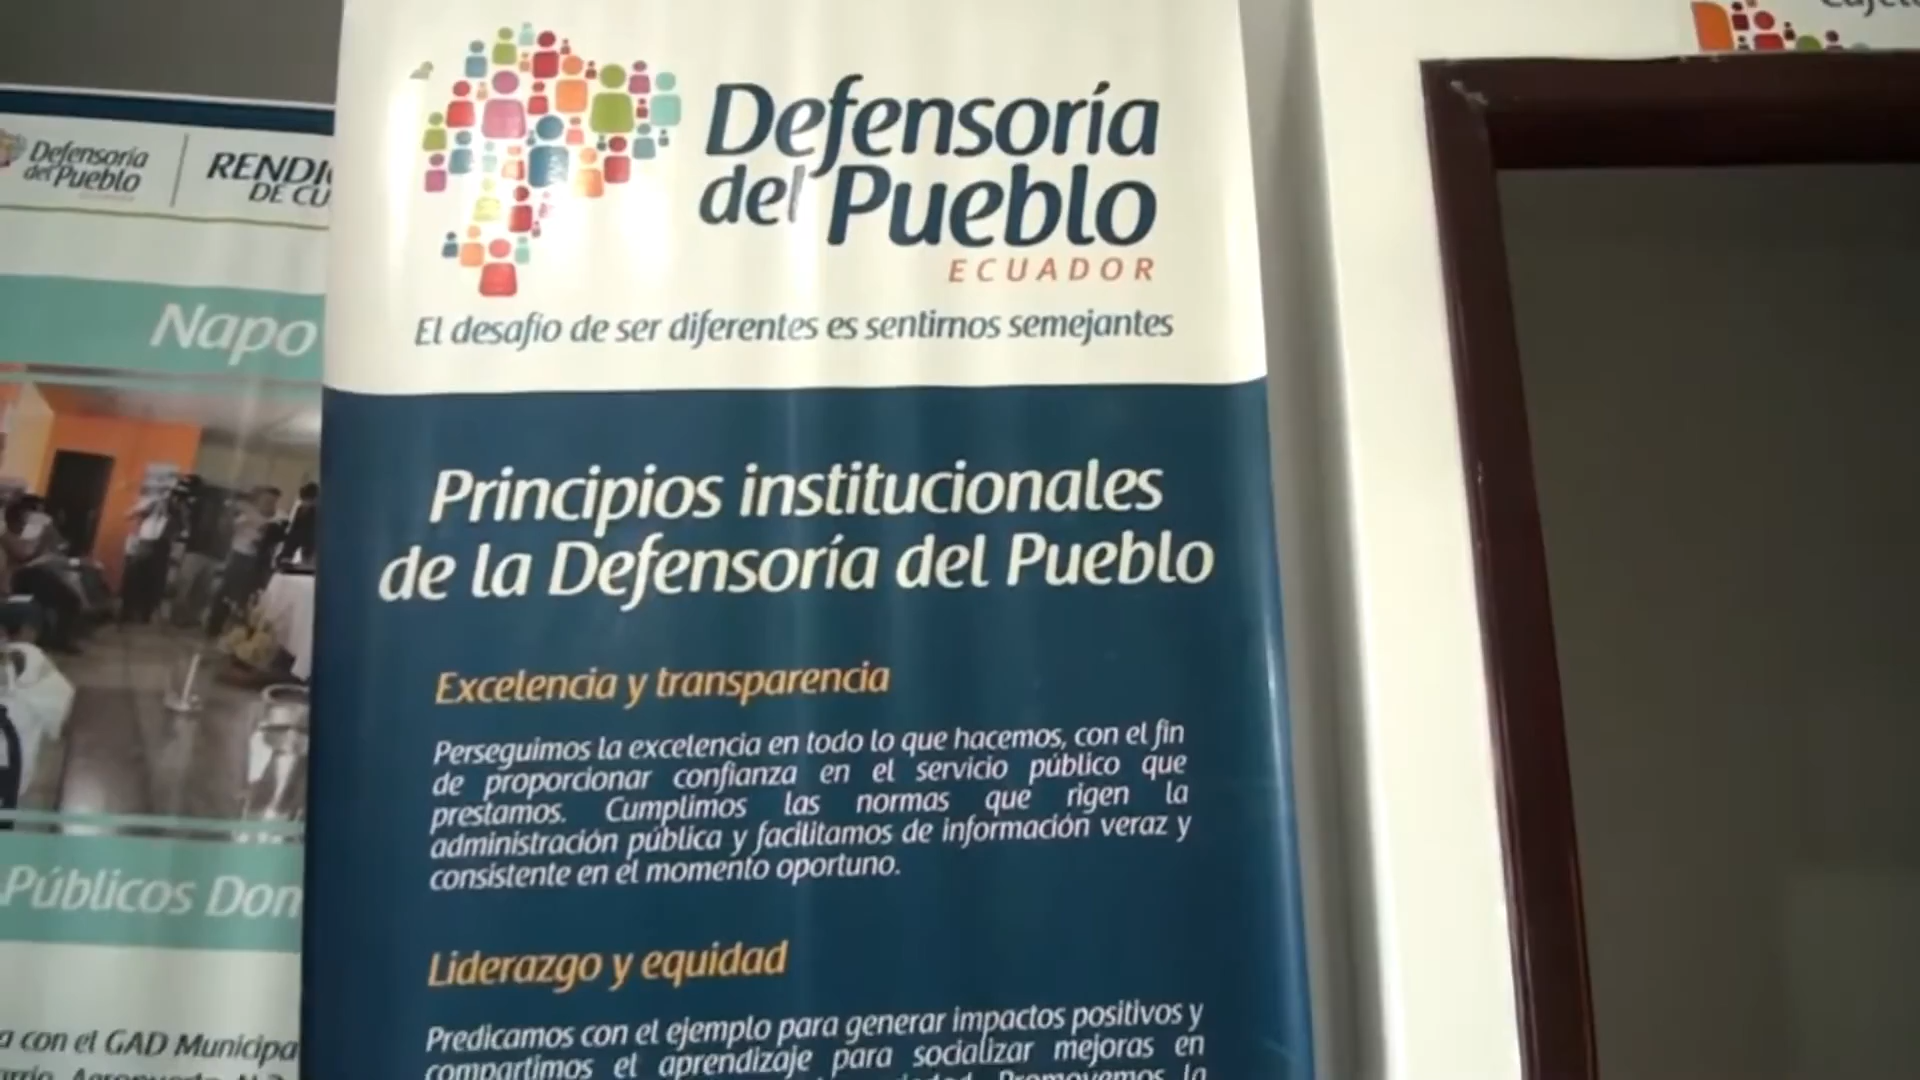 Defensoría
del Pueblo
DE CU
Napo
Públicos
a con el GAD
Defensoría
del Pueblo
ECUADOR
El desafio de ser diferentes es sentirnos semejantes
Principios institucionales
de la Defensoría del Pueblo
Excelencia y transparencia
Perseguimos la excelencia en todo lo que hacemos, con el fin
de proporcionar confianza en el servicio público que
prestamos. Cumplimos las normas que rigen la
administración pública y facilitamos de información veraz y
consistente en el momento oportuno.
Liderazgo y equidad
Predicamos con el ejemplo para generar impactos positivos y
compartimos el aprendizaje para socializar mejoras en
Promovemos la